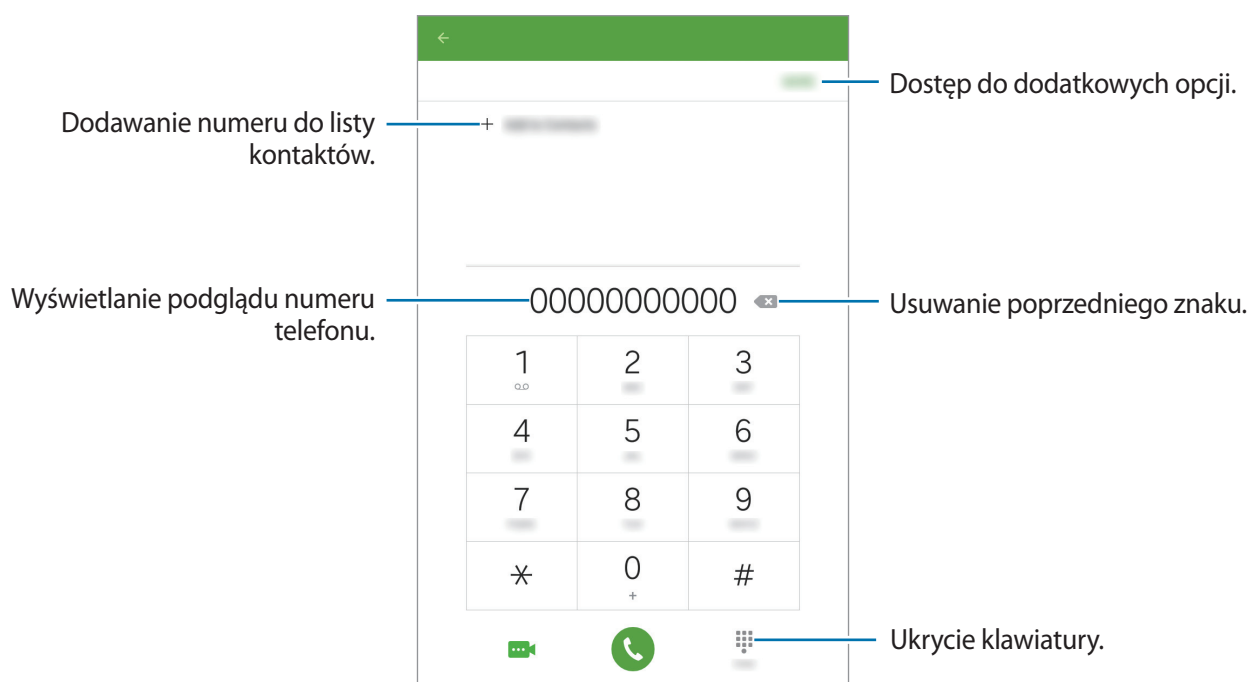 Dostęp do dodatkowych opcji.
Dodawanie numeru do listy
kontaktów.
+
Wyświetlanie podglądu numeru
telefonu.
00000000000
Usuwanie poprzedniego znaku.
1 2 3
4 5 6
7 8 9
* 0 #
+
Ukrycie klawiatury.